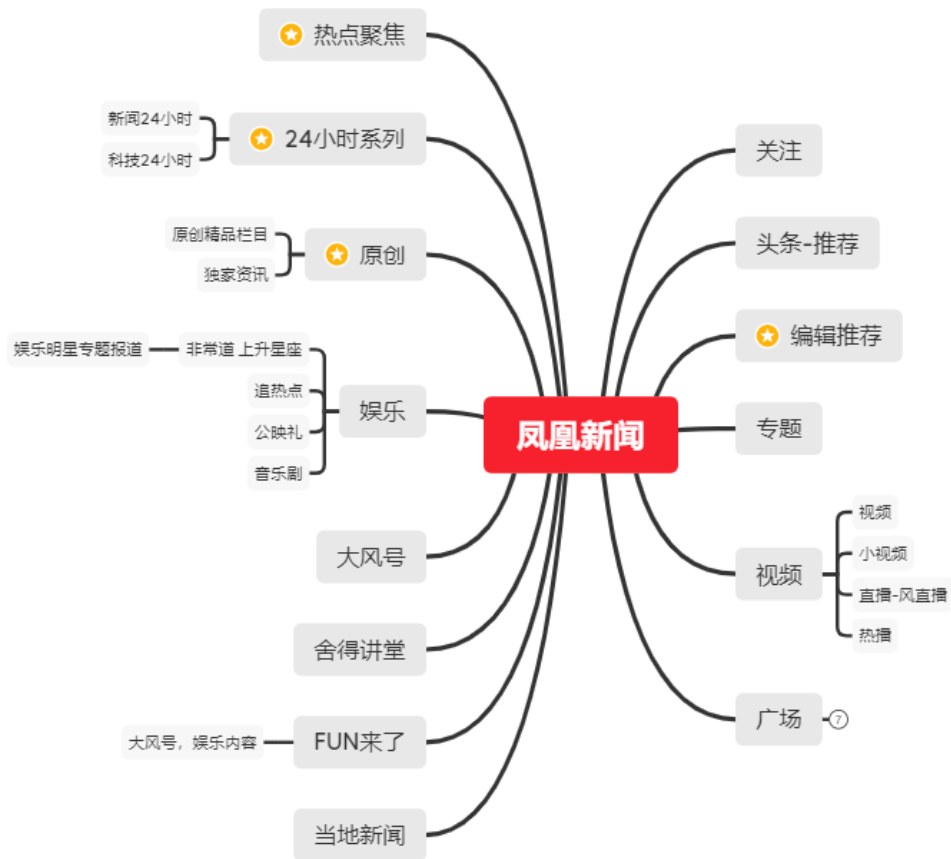 热点聚焦
新闻24小时
科技24小时
24小时系列
原创精品栏目
独家资讯
原创
娱乐明星专题报道
非常道 上升星座
追热点
公映礼
音乐剧
娱乐
大风号
舍得讲堂
大风号，娱乐内容
FUN来了
当地新闻
凤凰新闻
关注
头条-推荐
编辑推荐
专题
视频
视频
小视频
直播-风直播
热播
广场
7